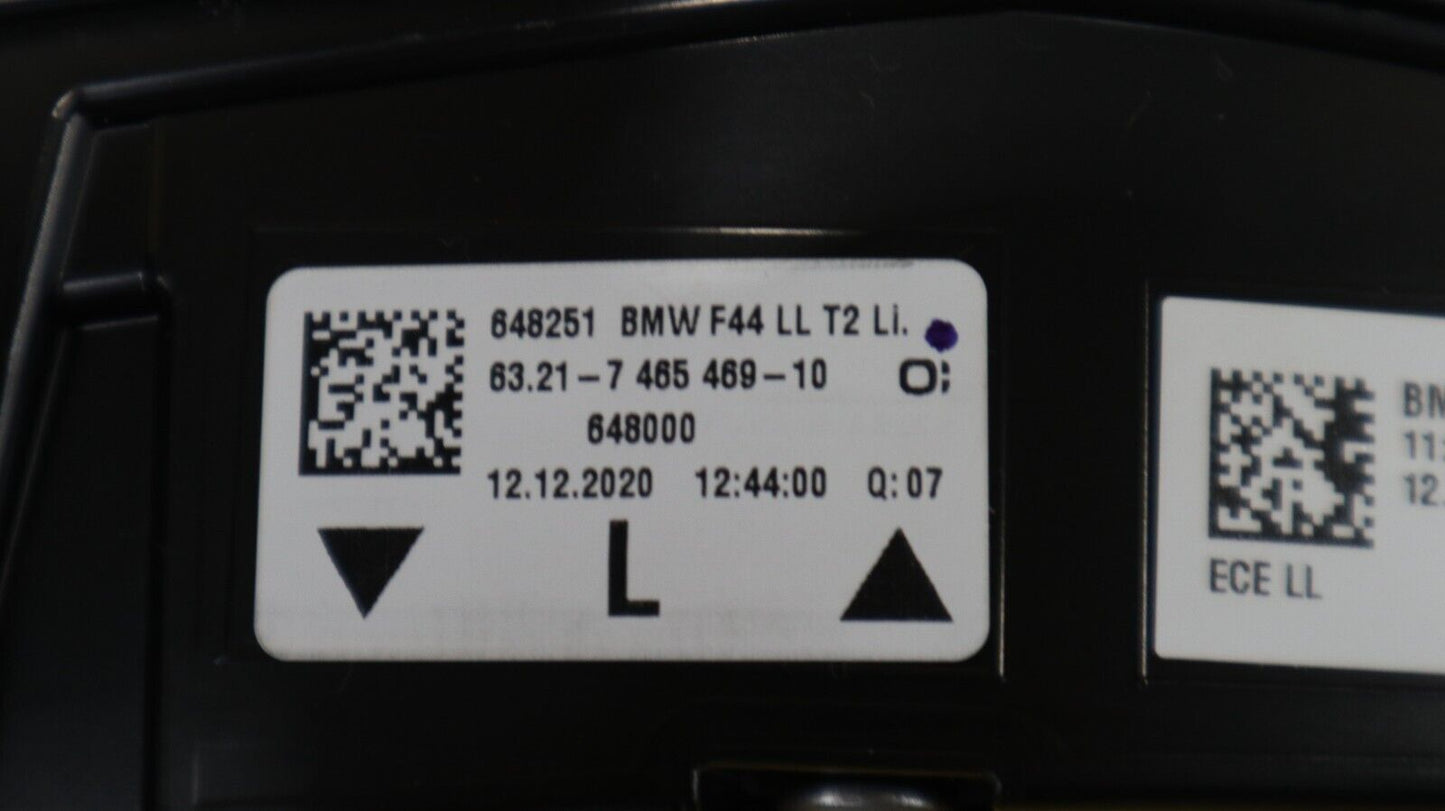 648251 BMW F44 LL T2 Li.
63.21-7 465 469-10
648000
12.12.2020 12:44:00 Q: 07
L
ECE LL